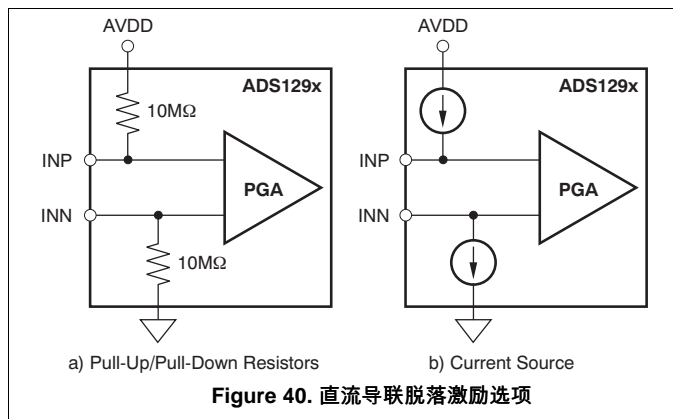 AVDD
AVDD
ADS129x
ADS129x
10MΩ
INP
INP
PGA
PGA
INN
INN
10MΩ
a) Pull-Up/Pull-Down Resistors
b) Current Source
Figure 40. 直流导联脱落激励选项